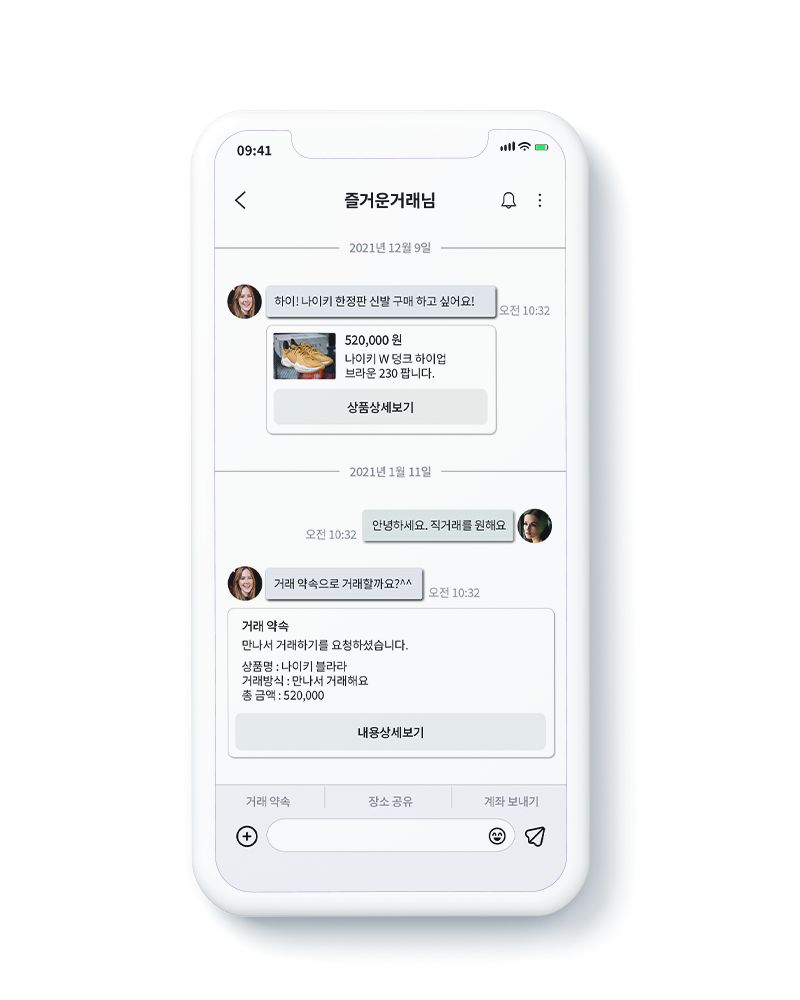 09:41
즐거운거래님
2021년 12월 9일
하이! 나이키 한정판 신발 구매 하고 싶어요!
오전 10:32
520,000 원
나이키 W 덩크 하이업
브라운 230 팝니다.
상품상세보기
2021년 1월 11일
오전 10:32
안녕하세요. 직거래를 원해요
거래 약속으로 거래할까요?^^
오전 10:32
거래 약속
만나서 거래하기를 요청하셨습니다.
상품명 : 나이키 블라라
거래방식 : 만나서 거래해요
총 금액 : 520,000
내용상세보기
거래 약속
장소 공유
계좌 보내기